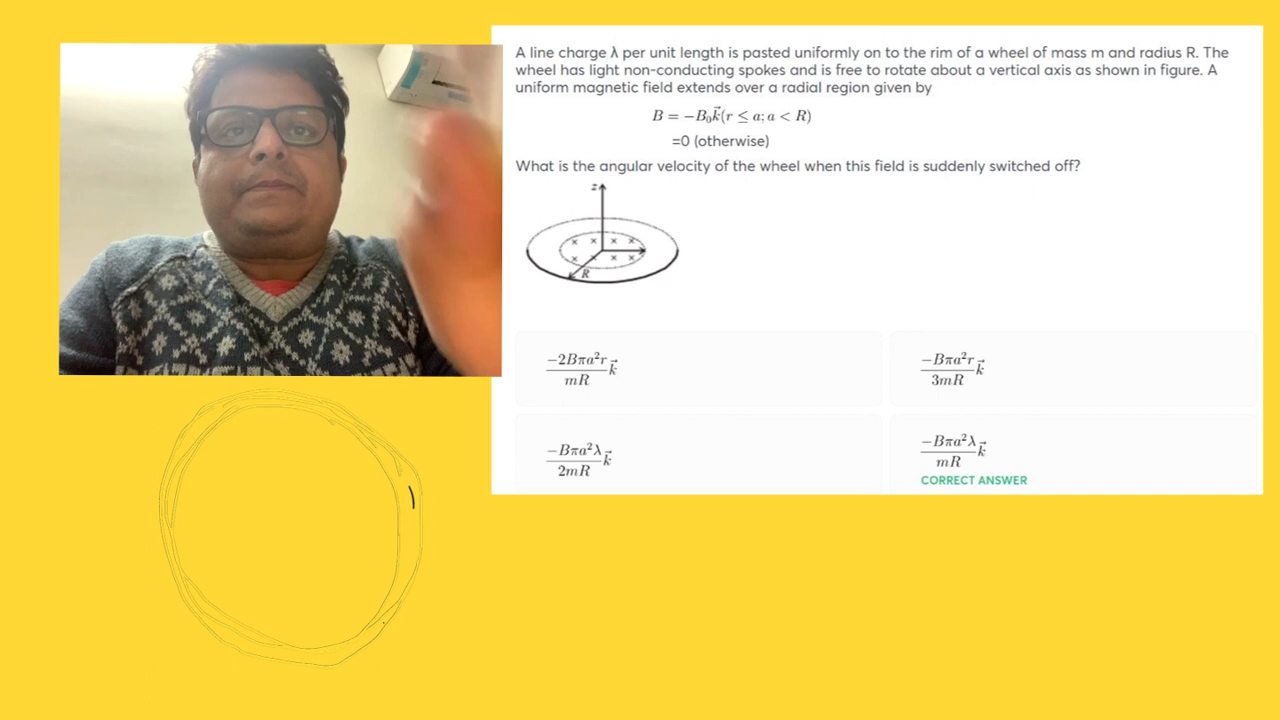 A line charge λ per unit length is pasted uniformly on to the rim of a wheel of mass m and radius R. The
wheel has light non-conducting spokes and is free to rotate about a vertical axis as shown in figure. A
uniform magnetic field extends over a radial region given by
B = −B₀k⃗(r ≤ a; a < R)
=0 (otherwise)
What is the angular velocity of the wheel when this field is suddenly switched off?
z
x x x x
x x x x
R
−2Bπa²r/mR k⃗
−Bπa²r/3mR k⃗
−Bπa²λ/2mR k⃗
−Bπa²λ/mR k⃗
CORRECT ANSWER